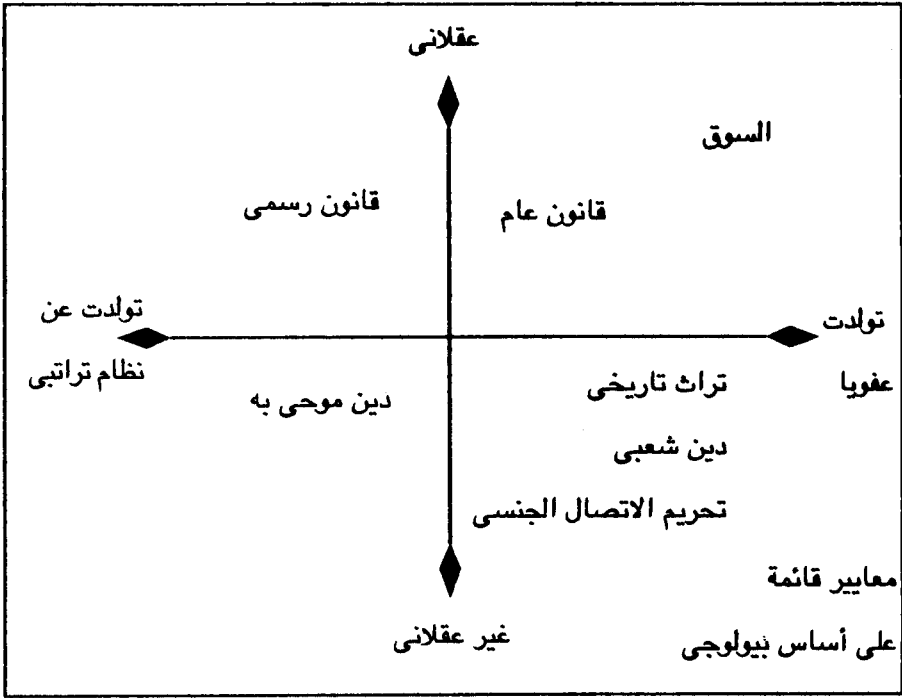 عقلانى
السوق
قانون عام
قانون رسمى
تولدت
عفويا
تولدت عن
نظام تراتبى
تراث تاريخى
دين شعبى
تحريم الاتصال الجنسى
دين موحى به
معايير قائمة
على أساس بيولوجى
غير عقلانى